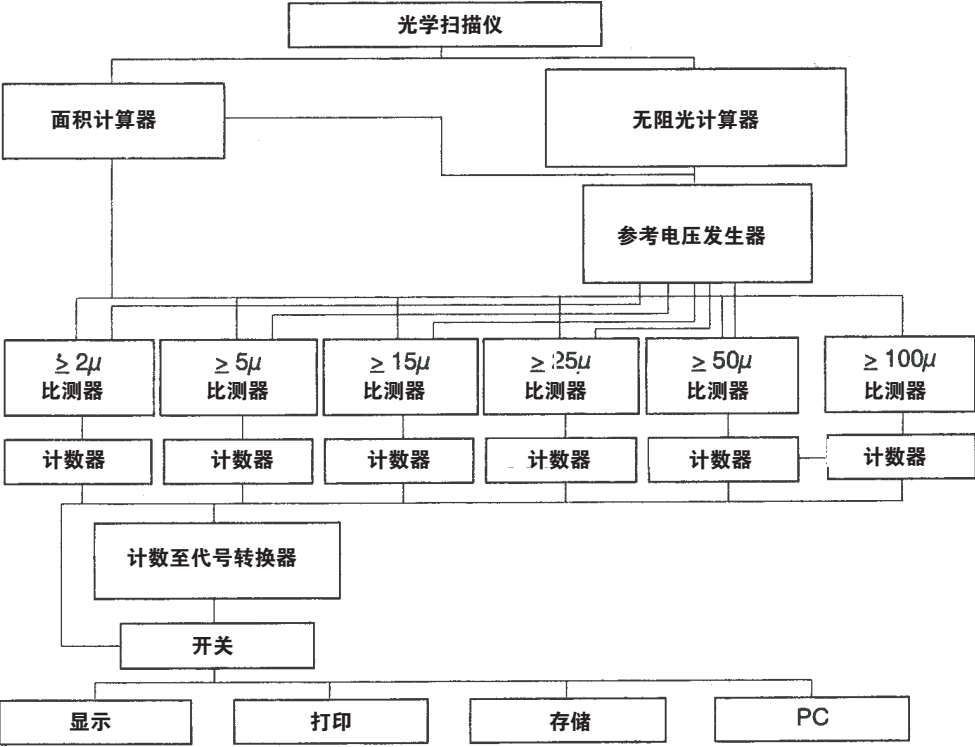 光学扫描仪
面积计算器
无阻光计算器
参考电压发生器
≥ 2μ
比测器
≥ 5μ
比测器
≥ 15μ
比测器
≥ 25μ
比测器
≥ 50μ
比测器
≥ 100μ
比测器
计数器
计数器
计数器
计数器
计数器
计数器
计数至代号转换器
开关
显示
打印
存储
PC